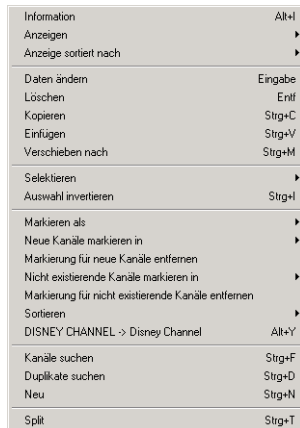 Information Alt+I
Anzeigen
Anzeige sortiert nach
Daten ändern Eingabe
Löschen Entf
Kopieren Strg+C
Einfügen Strg+V
Verschieben nach Strg+M
Selektieren
Auswahl invertieren Strg+I
Markieren als
Neue Kanäle markieren in
Markierung für neue Kanäle entfernen
Nicht existierende Kanäle markieren in
Markierung für nicht existierende Kanäle entfernen
Sortieren
DISNEY CHANNEL -> Disney Channel Alt+Y
Kanäle suchen Strg+F
Duplikate suchen Strg+D
Neu Strg+N
Split Strg+T